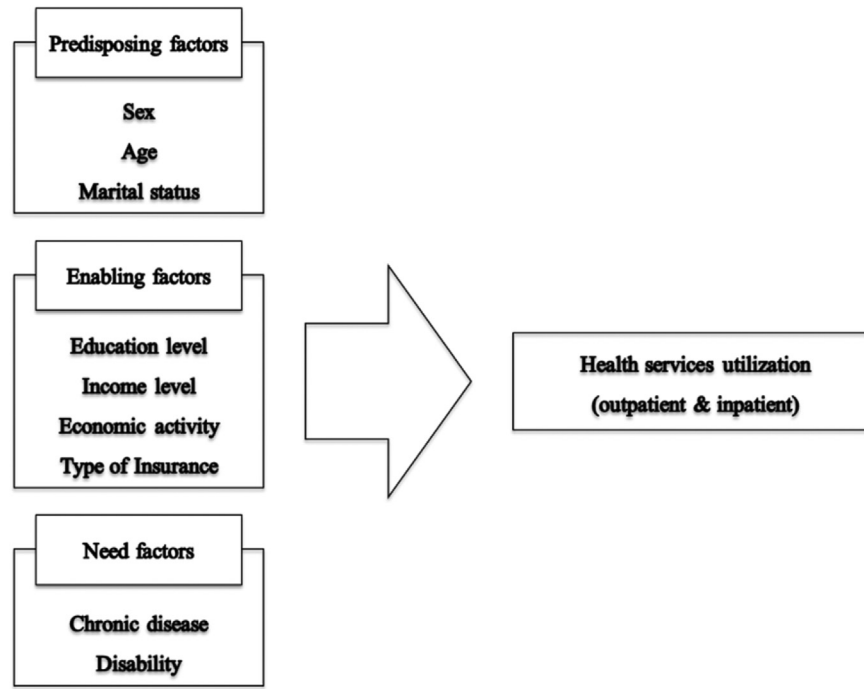 Predisposing factors
Sex
Age
Marital status
Enabling factors
Education level
Income level
Economic activity
Type of Insurance
Need factors
Chronic disease
Disability
Health services utilization
(outpatient & inpatient)